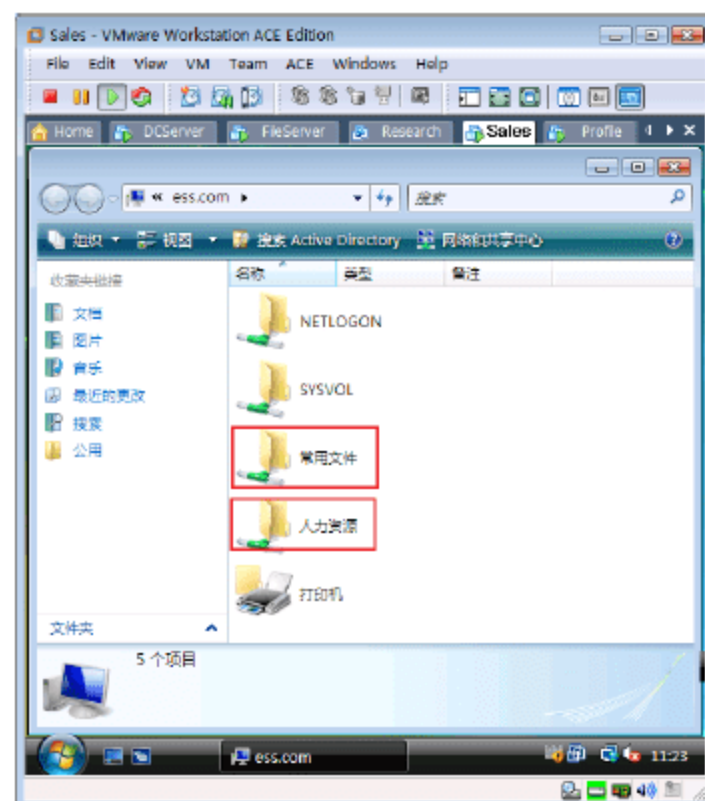 Sales - VMware Workstation ACE Edition
File Edit View VM Team ACE Windows Help
Home DCServer FileServer Research Sales Profile
« ess.com 搜索
组织 视图 搜索 Active Directory 网络和共享中心
收藏夹链接
名称 类型 备注
文档
图片
音乐
最近的更改
搜索
公用
NETLOGON
SYSVOL
常用文件
人力资源
打印机
文件夹
5 个项目
ess.com 11:23